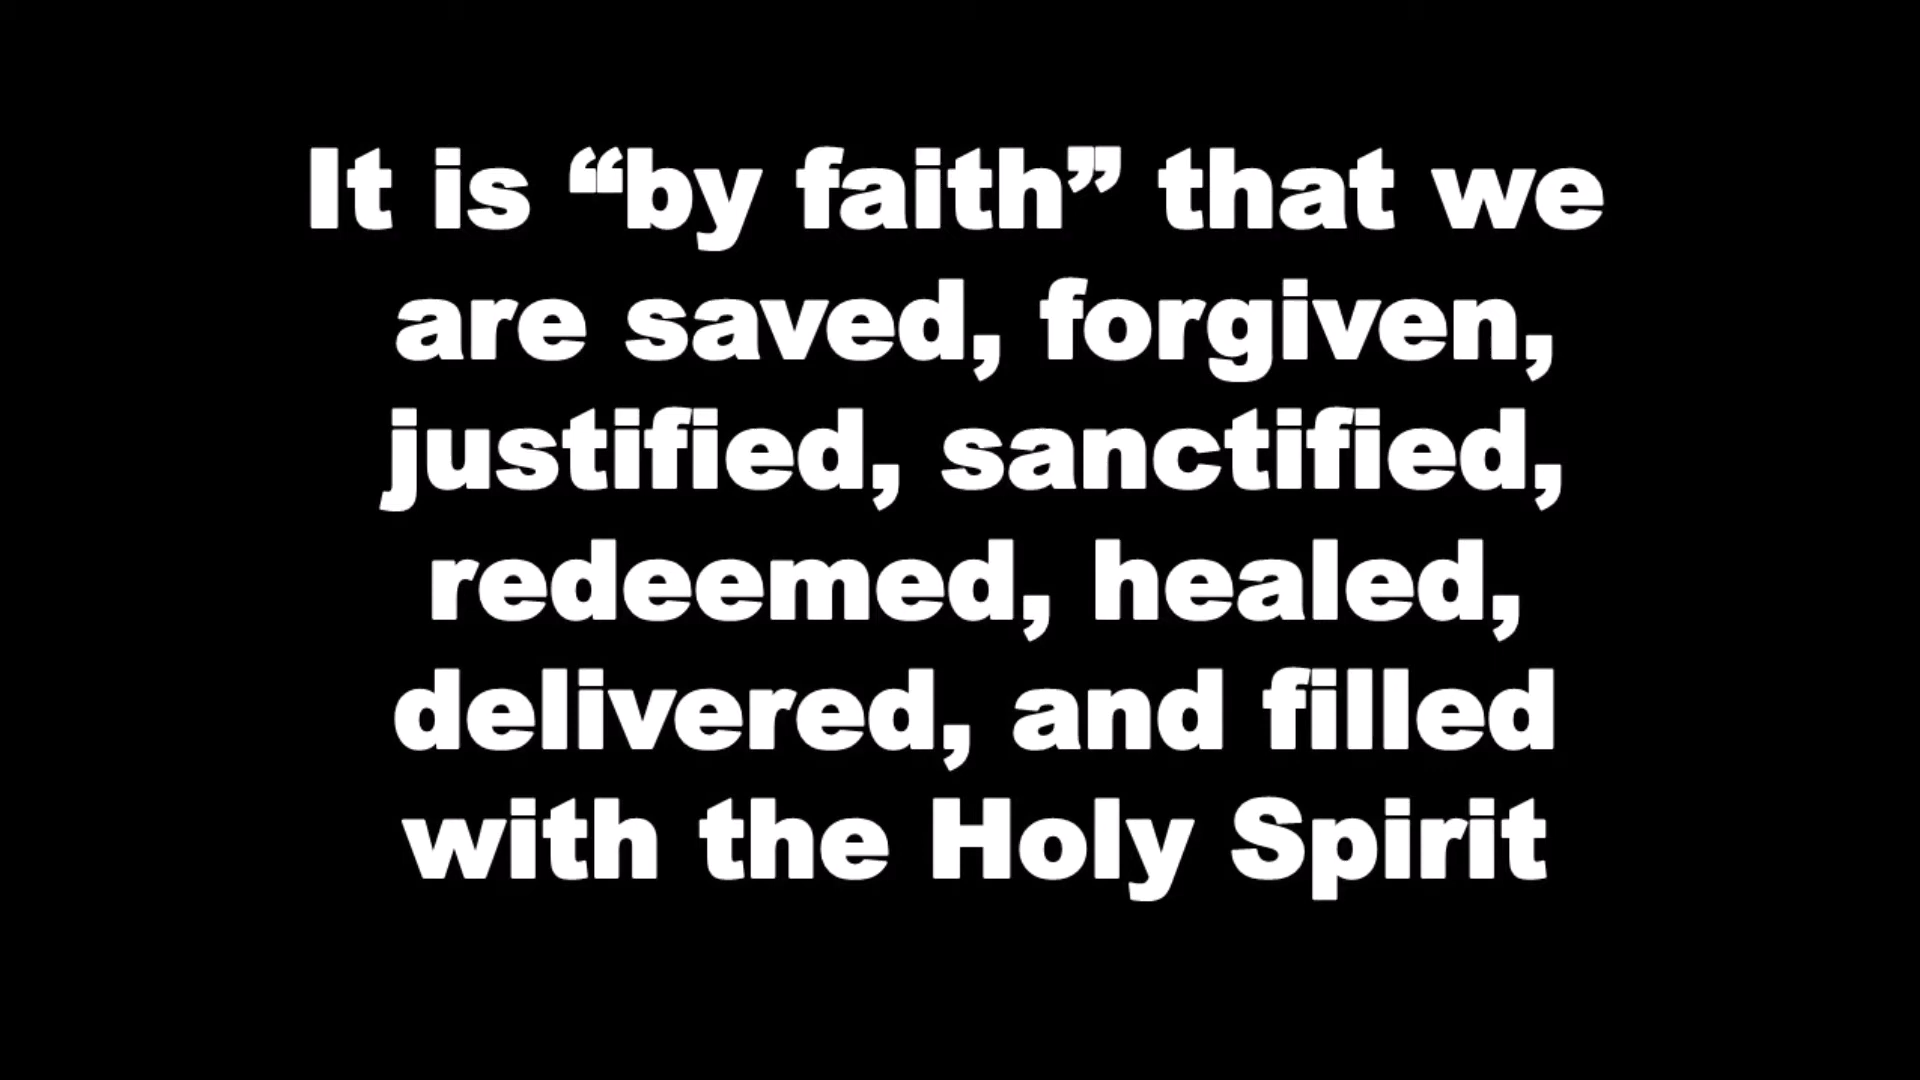 It is “by faith” that we
are saved, forgiven,
justified, sanctified,
redeemed, healed,
delivered, and filled
with the Holy Spirit